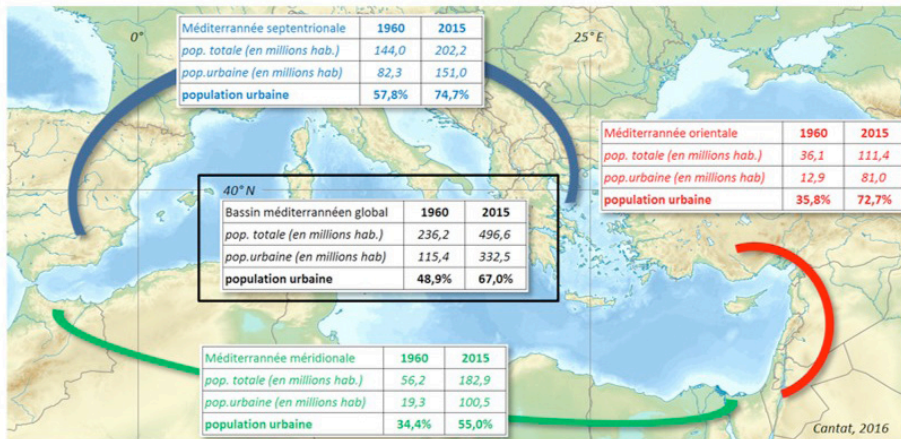 0°
25° E
Méditerrannée septentrionale 1960 2015
pop. totale (en millions hab.) 144,0 202,2
pop.urbaine (en millions hab) 82,3 151,0
population urbaine 57,8% 74,7%
Méditerrannée orientale 1960 2015
pop. totale (en millions hab.) 36,1 111,4
pop.urbaine (en millions hab) 12,9 81,0
population urbaine 35,8% 72,7%
40° N
Bassin méditerrannéen global 1960 2015
pop. totale (en millions hab.) 236,2 496,6
pop.urbaine (en millions hab) 115,4 332,5
population urbaine 48,9% 67,0%
Méditerrannée méridionale 1960 2015
pop. totale (en millions hab.) 56,2 182,9
pop.urbaine (en millions hab) 19,3 100,5
population urbaine 34,4% 55,0%
Cantat, 2016